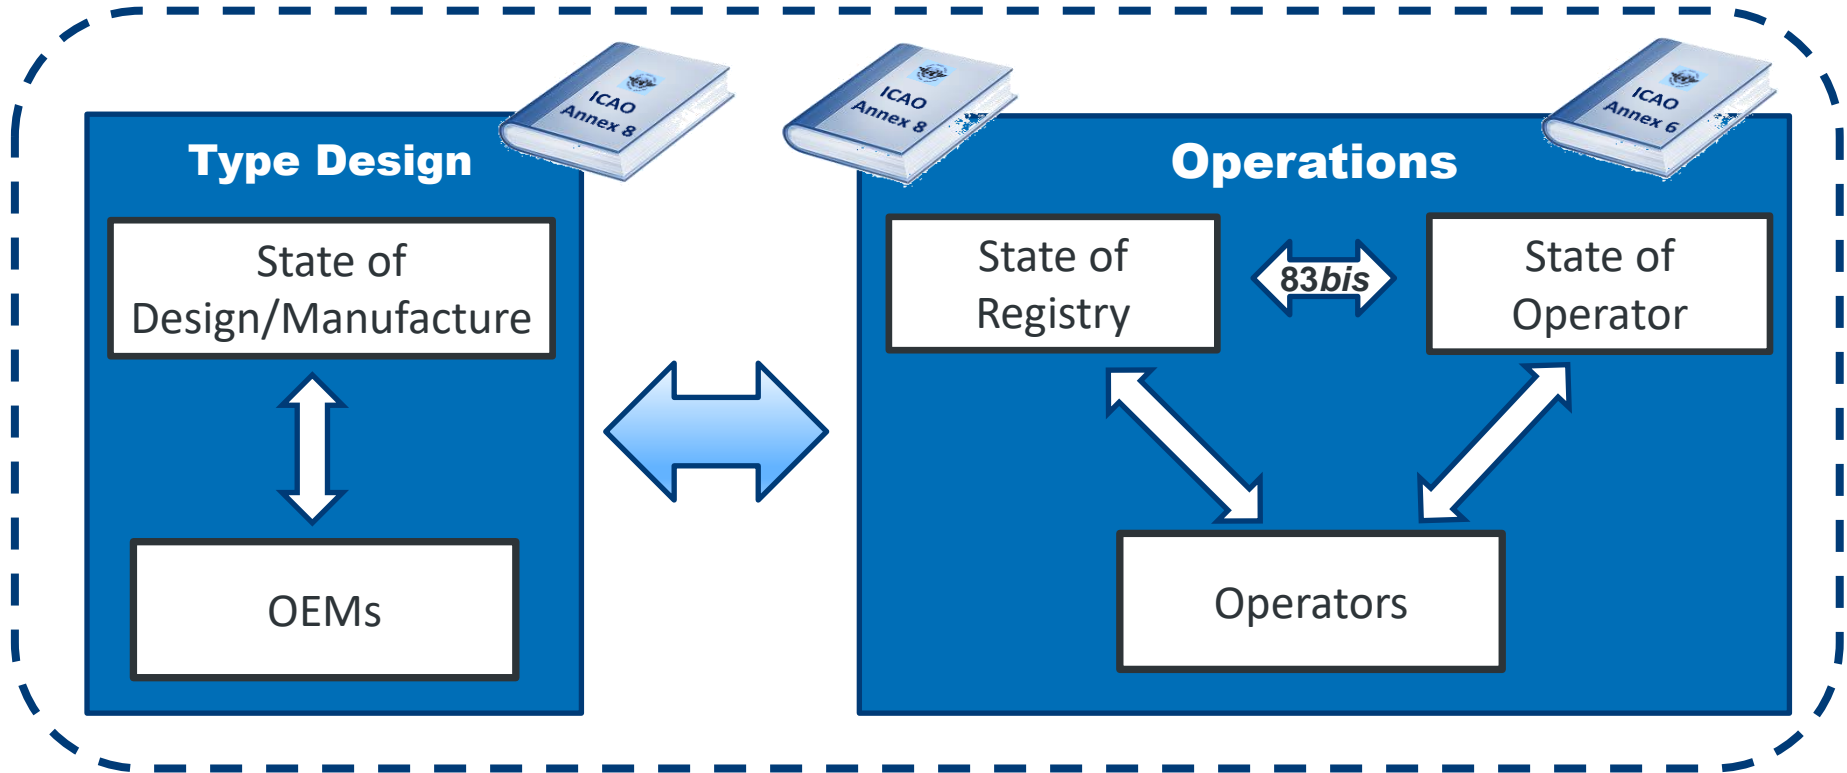 ICAO
Annex 8
ICAO
Annex 8
ICAO
Annex 6
Type Design
State of
Design/Manufacture
OEMs
Operations
State of
Registry
83bis
State of
Operator
Operators